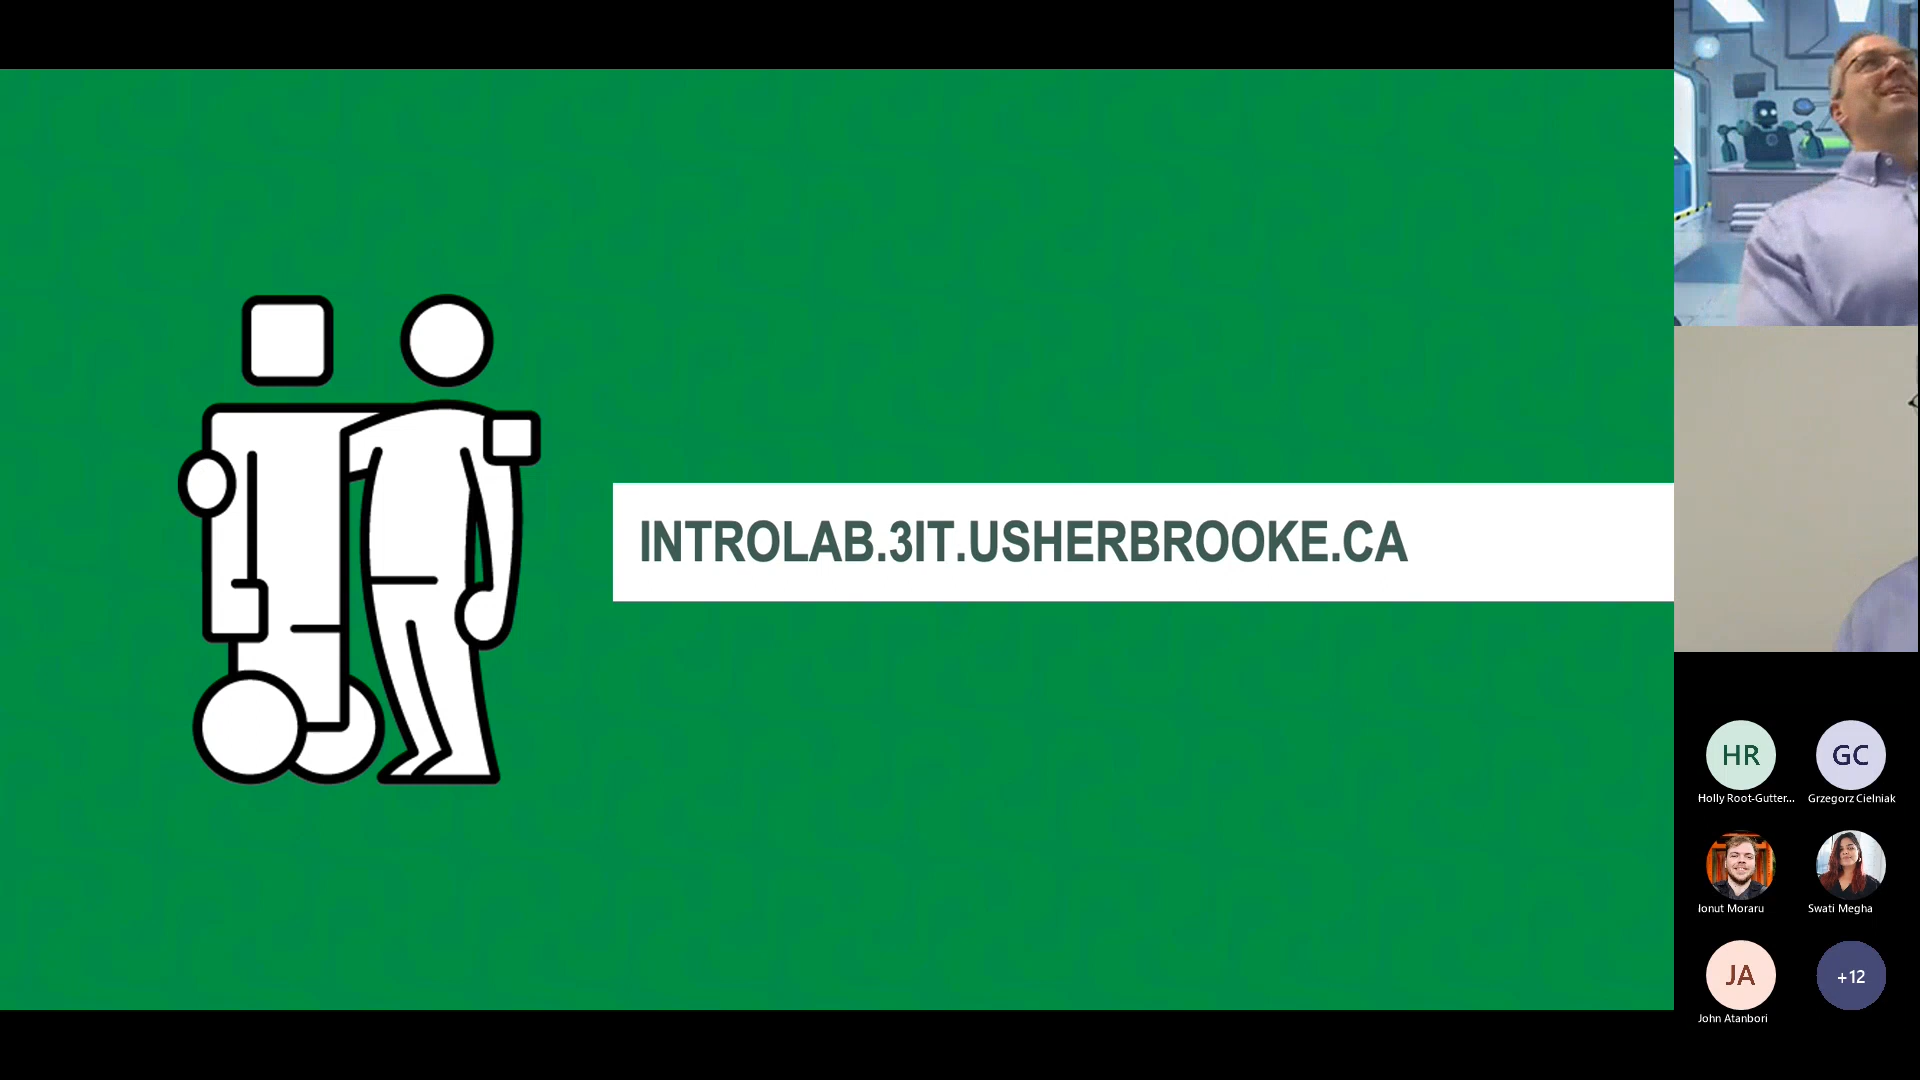 INTROLAB.3IT.USHERBROOKE.CA
HR
GC
Holly Root-Gutter...
Grzegorz Cielniak
Ionut Moraru
Swati Megha
JA
+12
John Atanbori